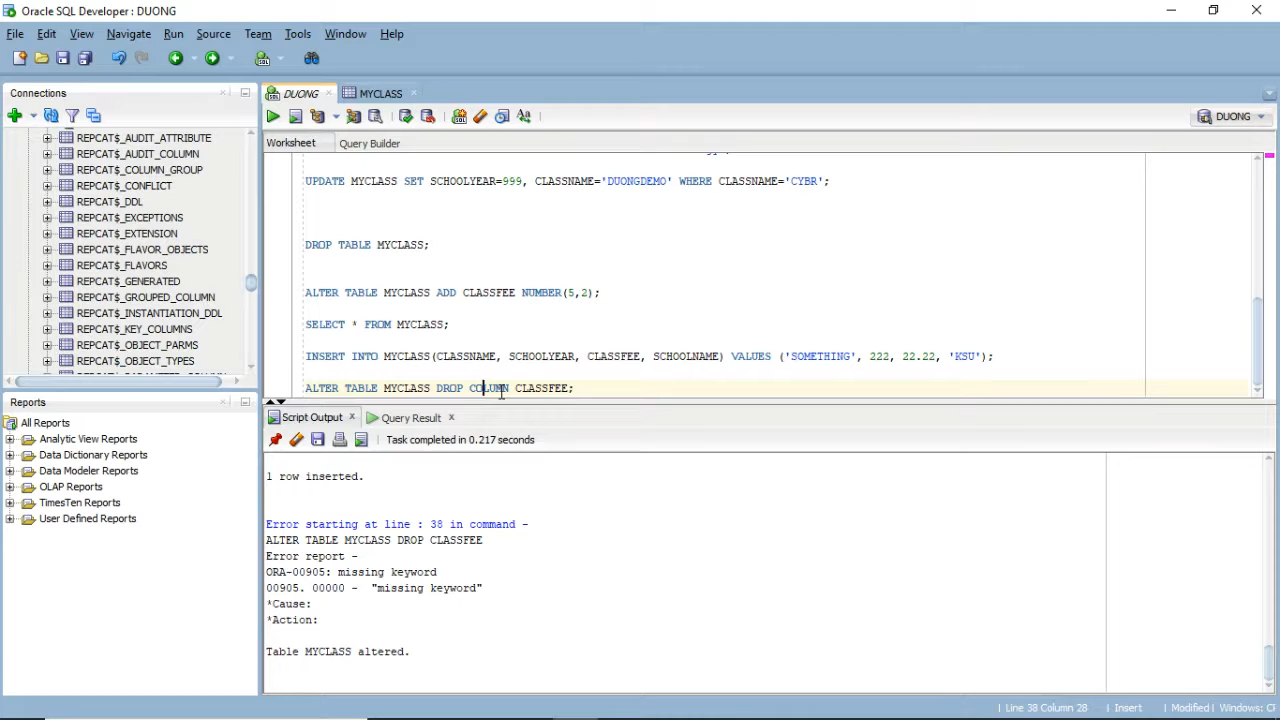 Oracle SQL Developer: DUONG
File Edit View Navigate Run Source Team Tools Window Help
Connections
REPCAT$_AUDIT_ATTRIBUTE
REPCAT$_AUDIT_COLUMN
REPCAT$_COLUMN_GROUP
REPCAT$_CONFLICT
REPCAT$_DDL
REPCAT$_EXCEPTIONS
REPCAT$_EXTENSION
REPCAT$_FLAVOR_OBJECTS
REPCAT$_FLAVORS
REPCAT$_GENERATED
REPCAT$_GROUPED_COLUMN
REPCAT$_INSTANTIATION_DDL
REPCAT$_KEY_COLUMNS
REPCAT$_OBJECT_PARMS
REPCAT$_OBJECT_TYPES
Reports
All Reports
Analytic View Reports
Data Dictionary Reports
Data Modeler Reports
OLAP Reports
TimesTen Reports
User Defined Reports
DUONG MYCLASS
DUONG
Worksheet Query Builder
UPDATE MYCLASS SET SCHOOLYEAR=999, CLASSNAME='DUONGDEMO' WHERE CLASSNAME='CYBR';
DROP TABLE MYCLASS;
ALTER TABLE MYCLASS ADD CLASSFEE NUMBER(5,2);
SELECT * FROM MYCLASS;
INSERT INTO MYCLASS(CLASSNAME, SCHOOLYEAR, CLASSFEE, SCHOOLNAME) VALUES ('SOMETHING', 222, 22.22, 'KSU');
ALTER TABLE MYCLASS DROP COLUMN CLASSFEE;
Script Output Query Result
Task completed in 0.217 seconds
1 row inserted.
Error starting at line : 38 in command -
ALTER TABLE MYCLASS DROP CLASSFEE
Error report -
ORA-00905: missing keyword
00905. 00000 - "missing keyword"
*Cause:
*Action:
Table MYCLASS altered.
Line 38 Column 28 Insert Modified Windows: